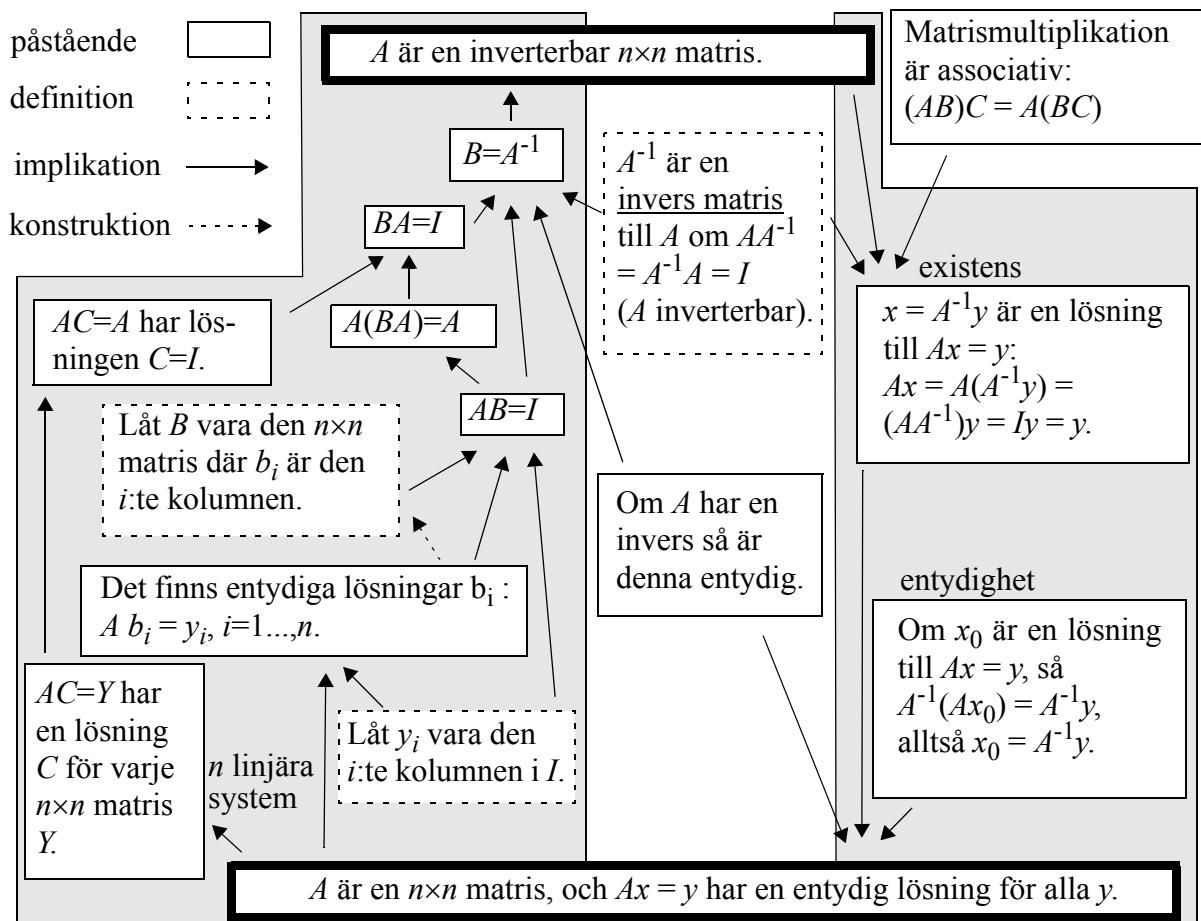 påstående
definition
implikation
konstruktion
A är en inverterbar n×n matris.
Matrismultiplikation
är associativ:
(AB)C = A(BC)
B=A⁻¹
A⁻¹ är en
invers matris
till A om AA⁻¹
= A⁻¹A = I
(A inverterbar).
BA=I
AC=A har lös-
ningen C=I.
A(BA)=A
AB=I
existens
x = A⁻¹y är en lösning
till Ax = y:
Ax = A(A⁻¹y) =
(AA⁻¹)y = Iy = y.
Låt B vara den n×n
matris där bᵢ är den
i:te kolumnen.
Om A har en
invers så är
denna entydig.
Det finns entydiga lösningar bᵢ :
A bᵢ = yᵢ, i=1...,n.
entydighet
Om x₀ är en lösning
till Ax = y, så
A⁻¹(Ax₀) = A⁻¹y,
alltså x₀ = A⁻¹y.
AC=Y har
en lösning
C för varje
n×n matris
Y.
n linjära
system
Låt yᵢ vara den
i:te kolumnen i I.
A är en n×n matris, och Ax = y har en entydig lösning för alla y.